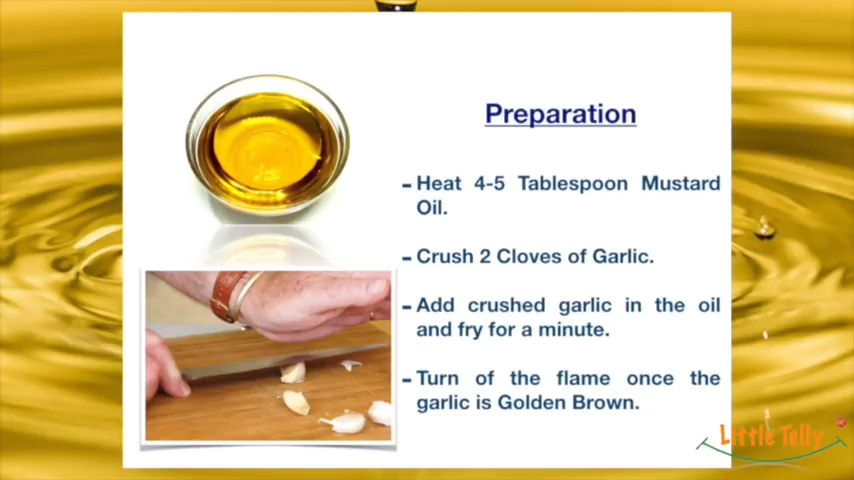 Preparation
- Heat 4-5 Tablespoon Mustard
Oil.
- Crush 2 Cloves of Garlic.
- Add crushed garlic in the oil
and fry for a minute.
- Turn of the flame once the
garlic is Golden Brown.
Little Telly